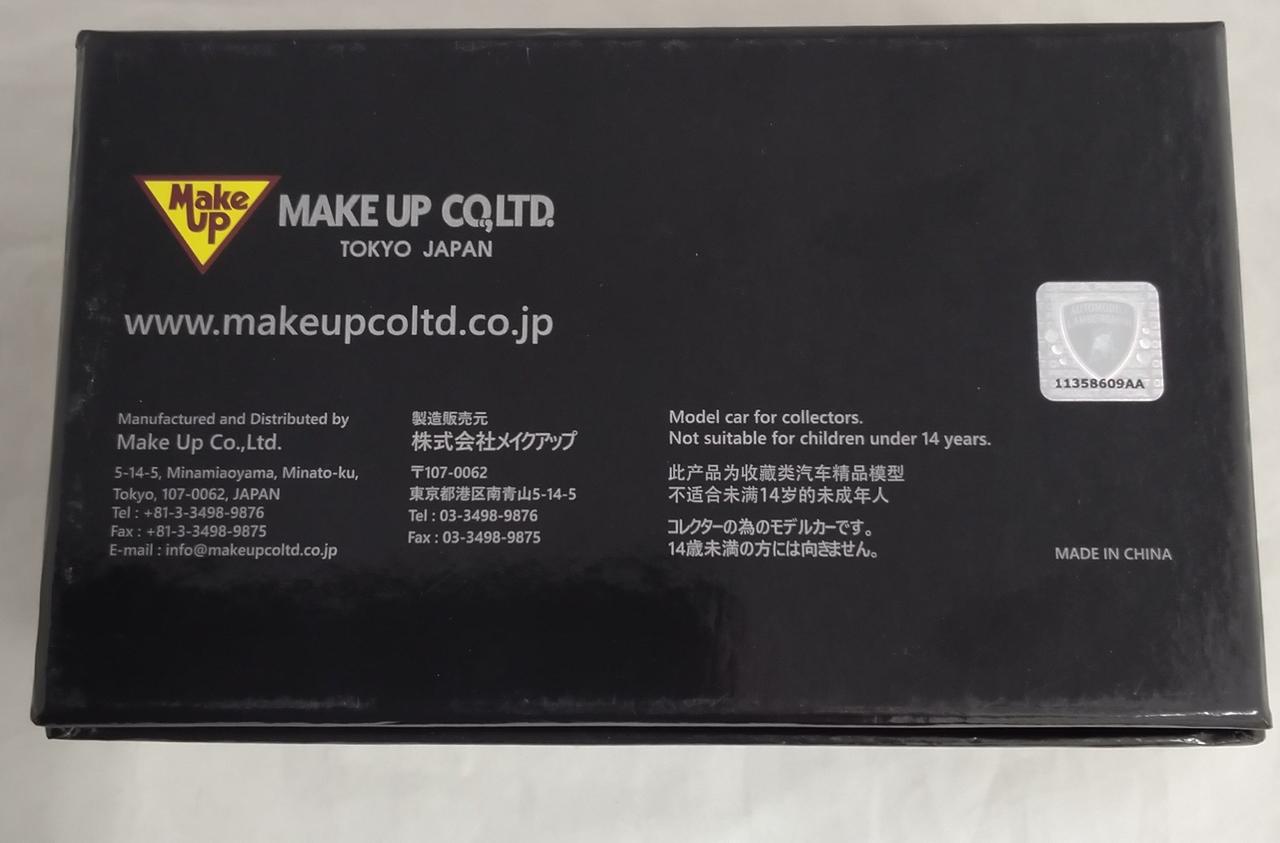 Make
Up
MAKE UP CO.,LTD.
TOKYO JAPAN
www.makeupcoltd.co.jp
Manufactured and Distributed by
Make Up Co.,Ltd.
5-14-5, Minamiaoyama, Minato-ku,
Tokyo, 107-0062, JAPAN
Tel : +81-3-3498-9876
Fax : +81-3-3498-9875
E-mail : info@makeupcoltd.co.jp
製造販売元
株式会社メイクアップ
〒107-0062
東京都港区南青山5-14-5
Tel : 03-3498-9876
Fax : 03-3498-9875
Model car for collectors.
Not suitable for children under 14 years.
此产品为收藏类汽车精品模型
不适合未满14岁的未成年人
コレクターの為のモデルカーです。
14歳未満の方には向きません。
AUTOMOBILI
LAMBORGHINI
11358609AA
MADE IN CHINA